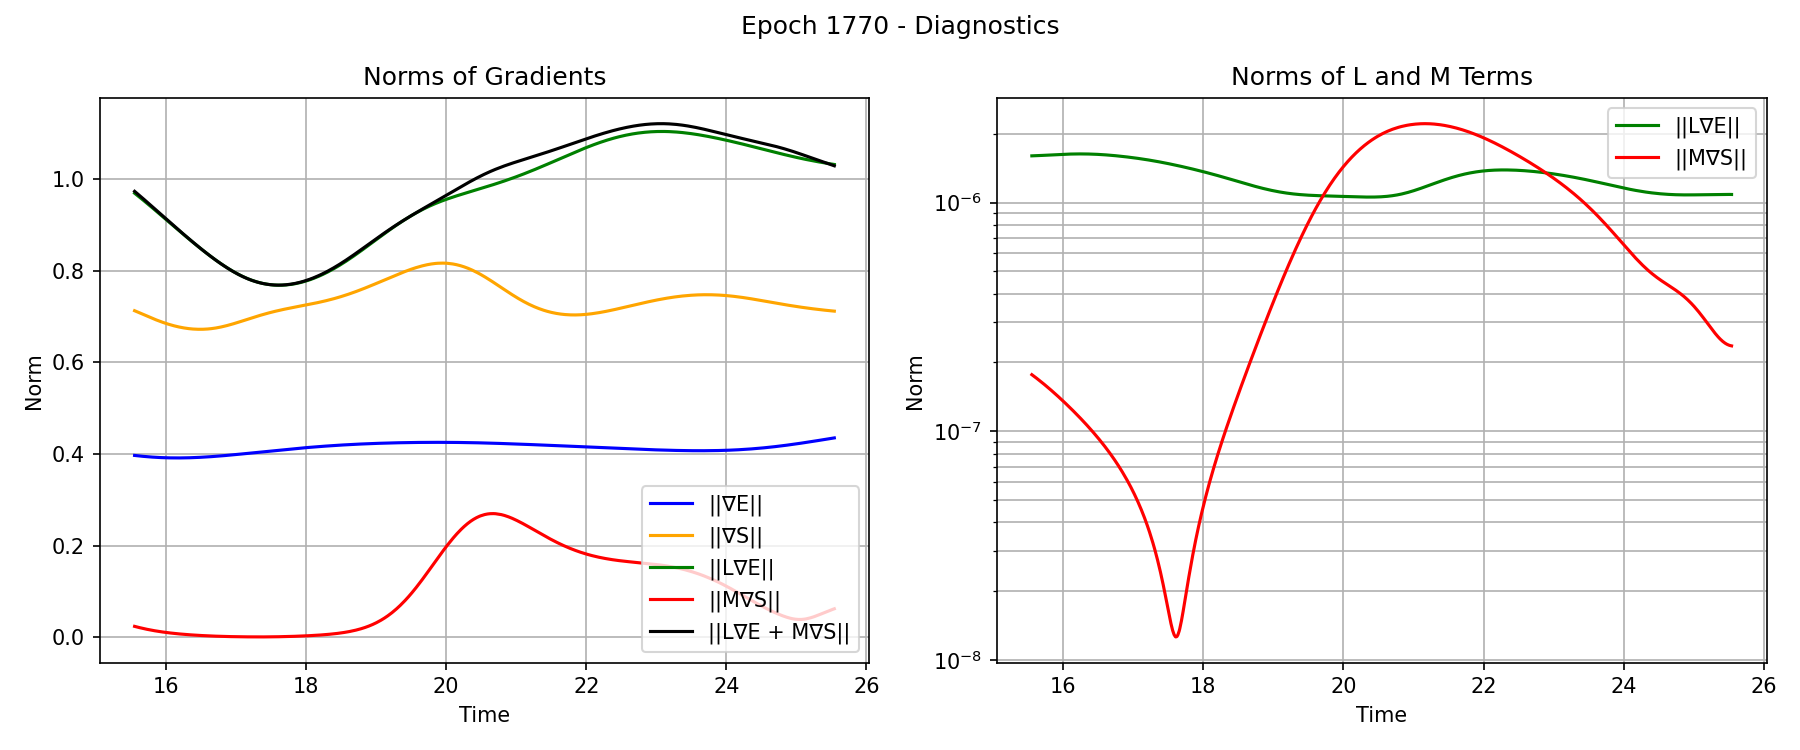 Epoch 1770 - Diagnostics
Norms of Gradients
Norm
1.0
0.8
0.6
0.4
0.2
0.0
||∇E||
||∇S||
||L∇E||
||M∇S||
||L∇E + M∇S||
16 18 20 22 24 26
Time
Norms of L and M Terms
Norm
10⁻⁶
10⁻⁷
10⁻⁸
||L∇E||
||M∇S||
16 18 20 22 24 26
Time